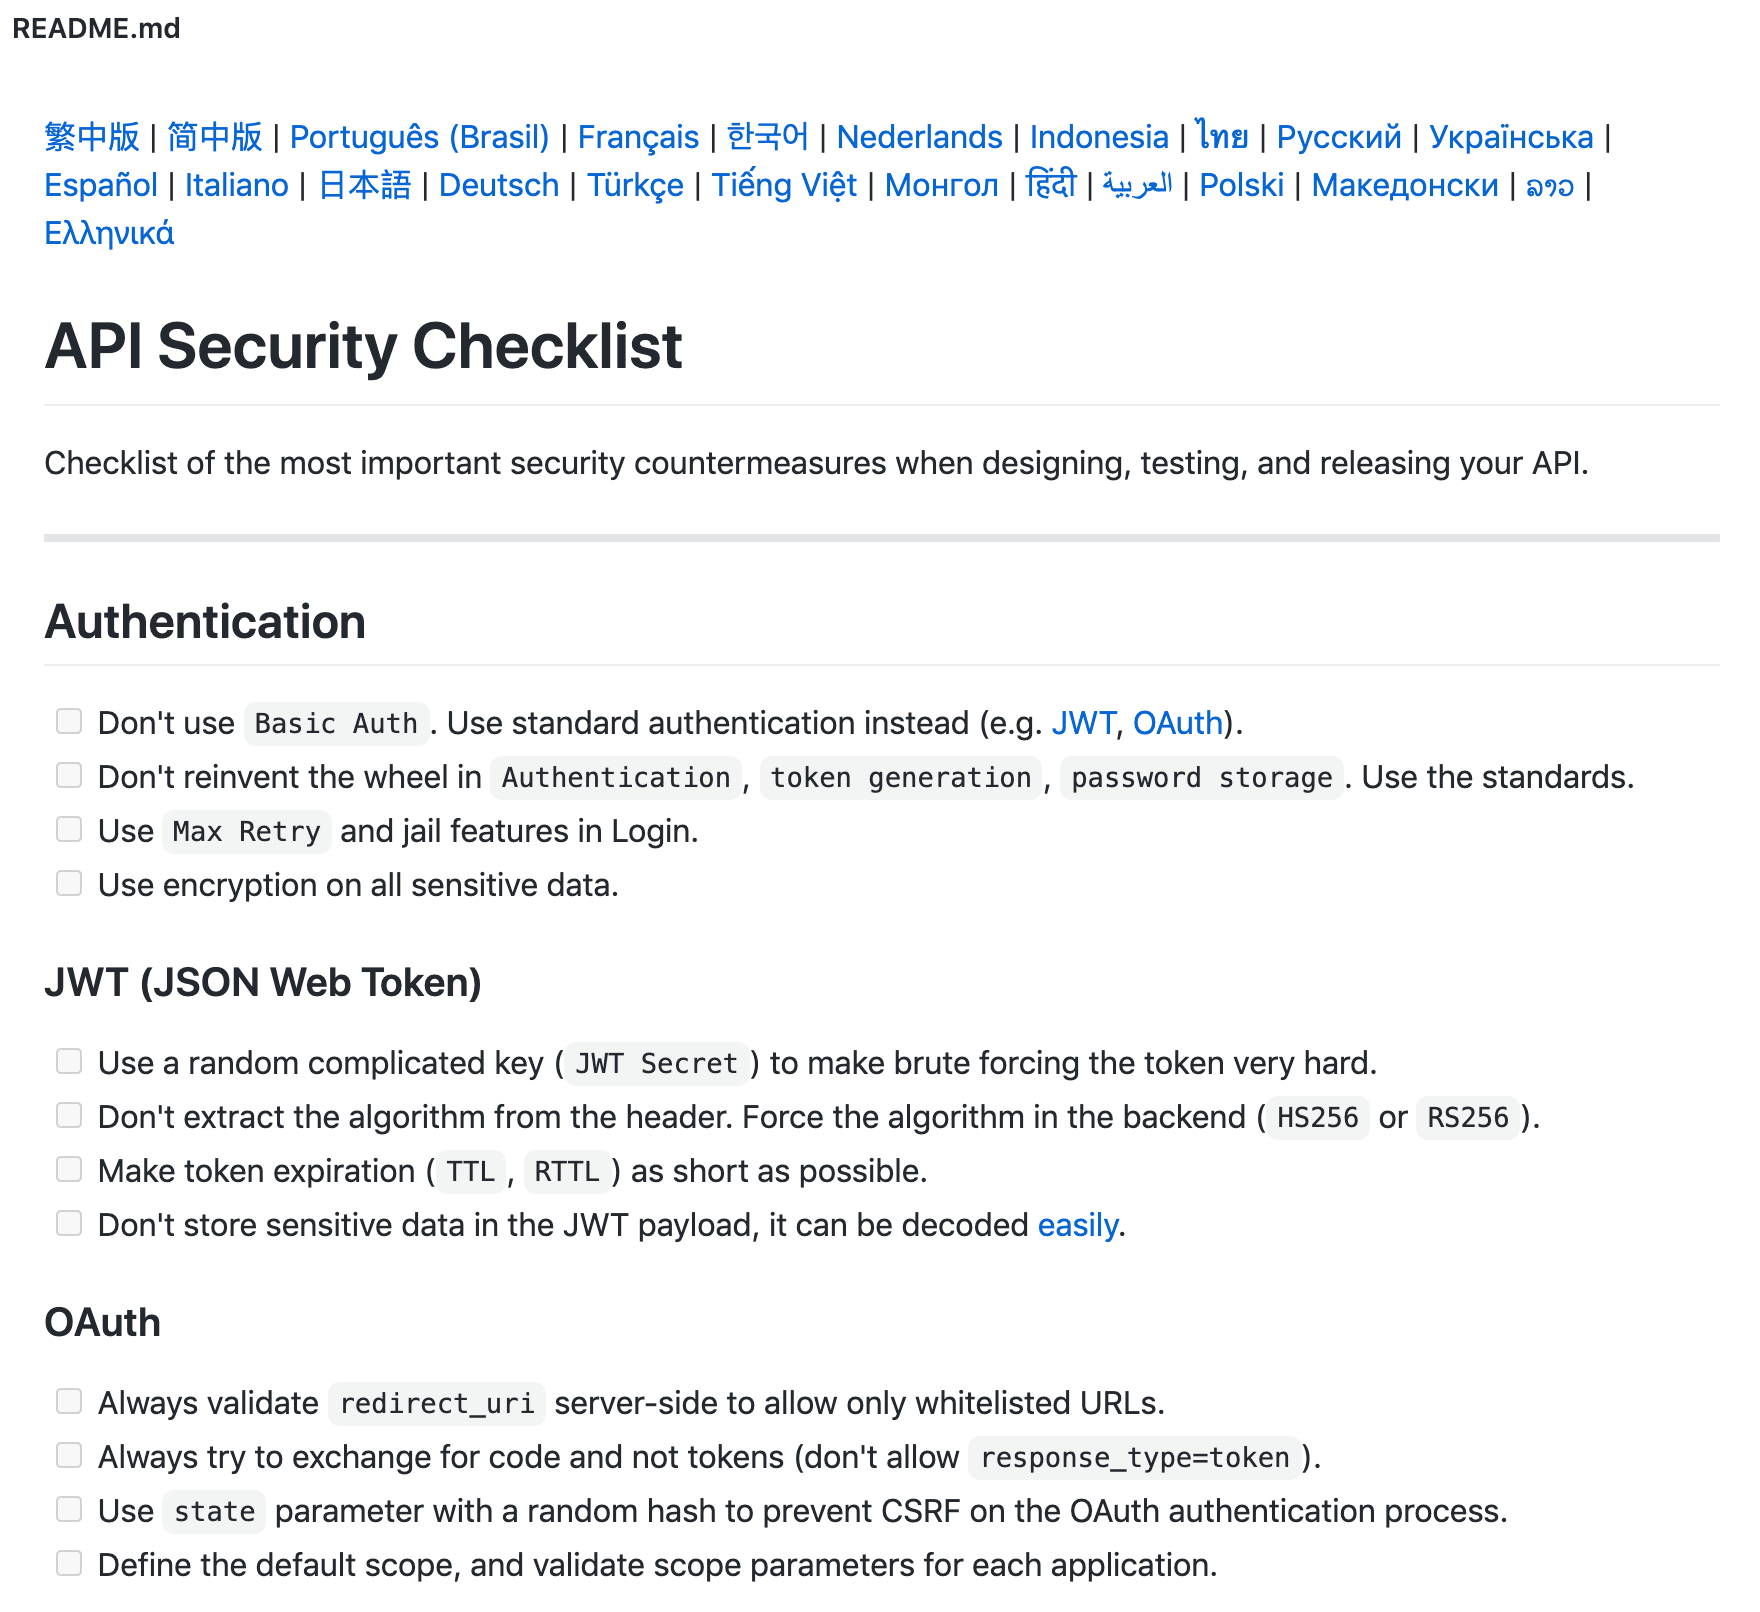 README.md
繁中版 | 简中版 | Português (Brasil) | Français | 한국어 | Nederlands | Indonesia | ไทย | Русский | Українська |
Español | Italiano | 日本語 | Deutsch | Türkçe | Tiếng Việt | Монгол | हिंदी | العربية | Polski | Македонски | ລາວ |
Ελληνικά
API Security Checklist
Checklist of the most important security countermeasures when designing, testing, and releasing your API.
Authentication
Don't use Basic Auth. Use standard authentication instead (e.g. JWT, OAuth).
Don't reinvent the wheel in Authentication, token generation, password storage. Use the standards.
Use Max Retry and jail features in Login.
Use encryption on all sensitive data.
JWT (JSON Web Token)
Use a random complicated key (JWT Secret) to make brute forcing the token very hard.
Don't extract the algorithm from the header. Force the algorithm in the backend (HS256 or RS256).
Make token expiration (TTL, RTTL) as short as possible.
Don't store sensitive data in the JWT payload, it can be decoded easily.
OAuth
Always validate redirect_uri server-side to allow only whitelisted URLs.
Always try to exchange for code and not tokens (don't allow response_type=token).
Use state parameter with a random hash to prevent CSRF on the OAuth authentication process.
Define the default scope, and validate scope parameters for each application.